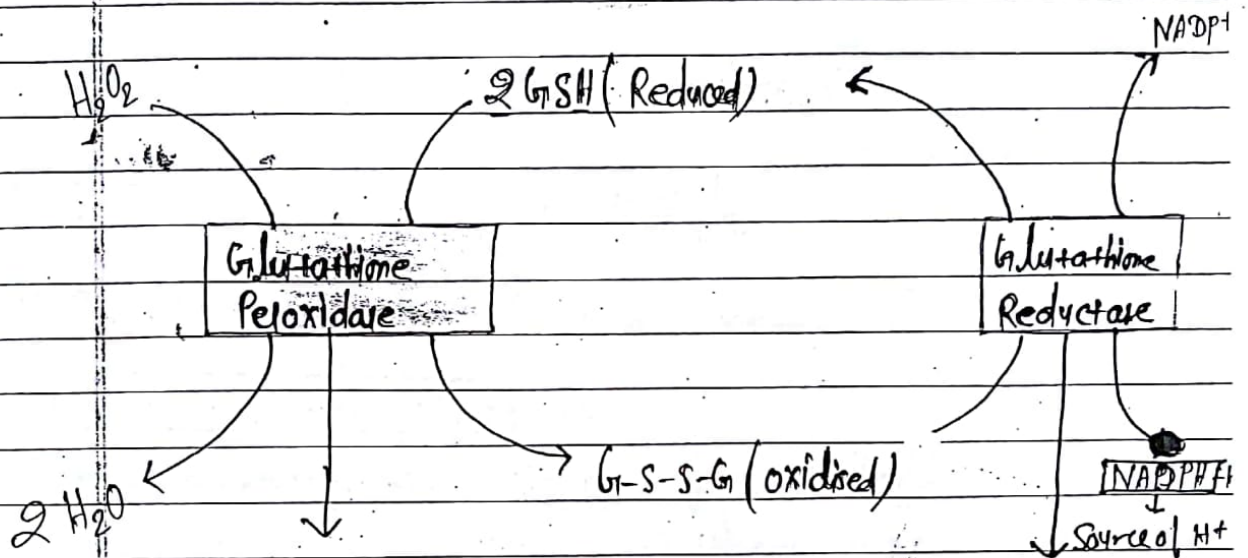 NADP+
H2O2
2 GSH (Reduced)
Glutathione
Peroxidase
Glutathione
Reductase
G-S-S-G (oxidised)
NADPH+H
2 H2O
Source of H+